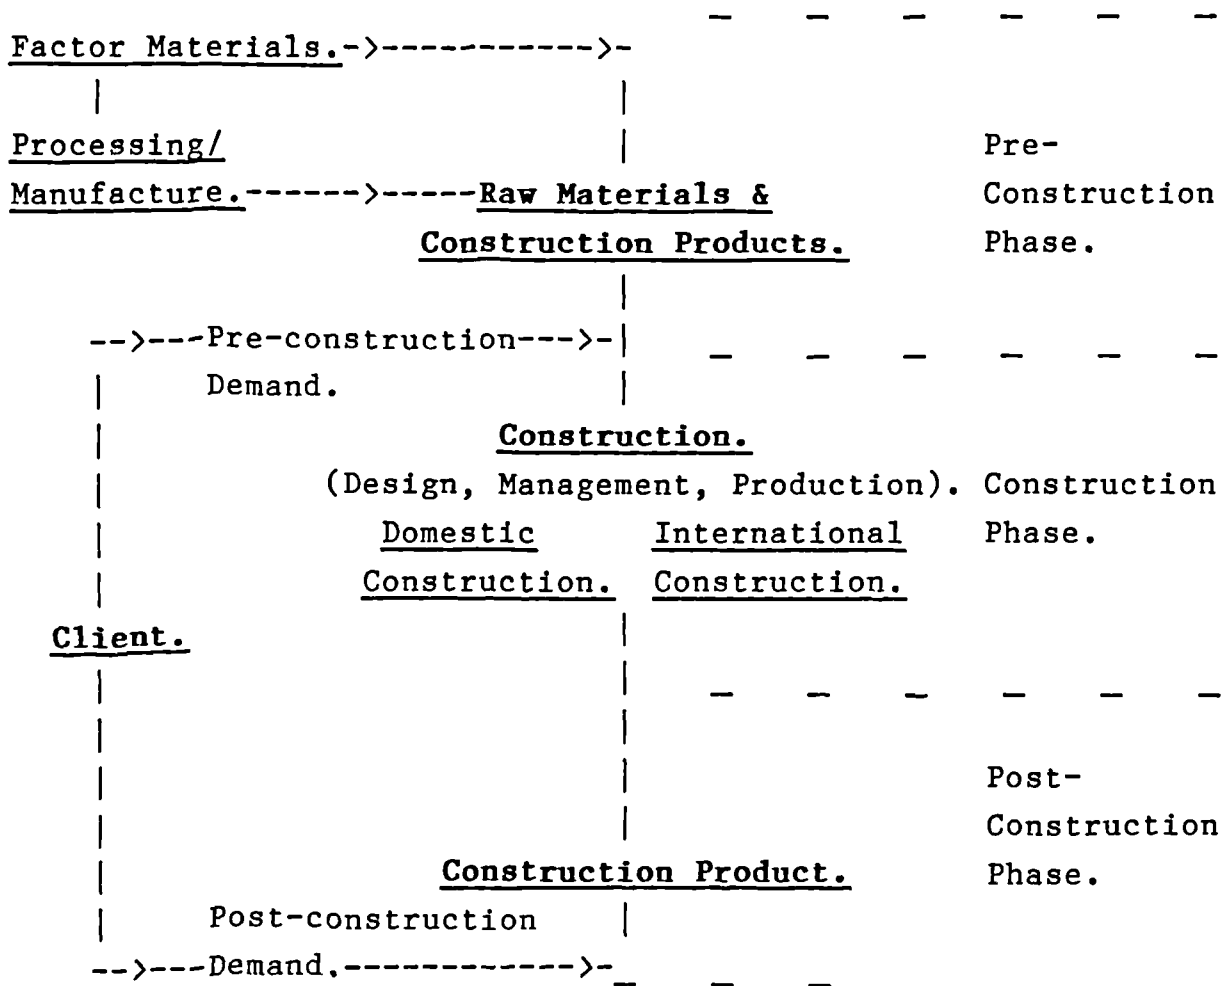 Factor Materials.->----------->-
Processing/ Pre-
Manufacture.------>-----Raw Materials & Construction
Construction Products. Phase.
-->---Pre-construction--->-
Demand.
Construction.
(Design, Management, Production). Construction
Domestic International Phase.
Construction. Construction.
Client.
Post-
Construction
Construction Product. Phase.
Post-construction
-->---Demand.------------>-